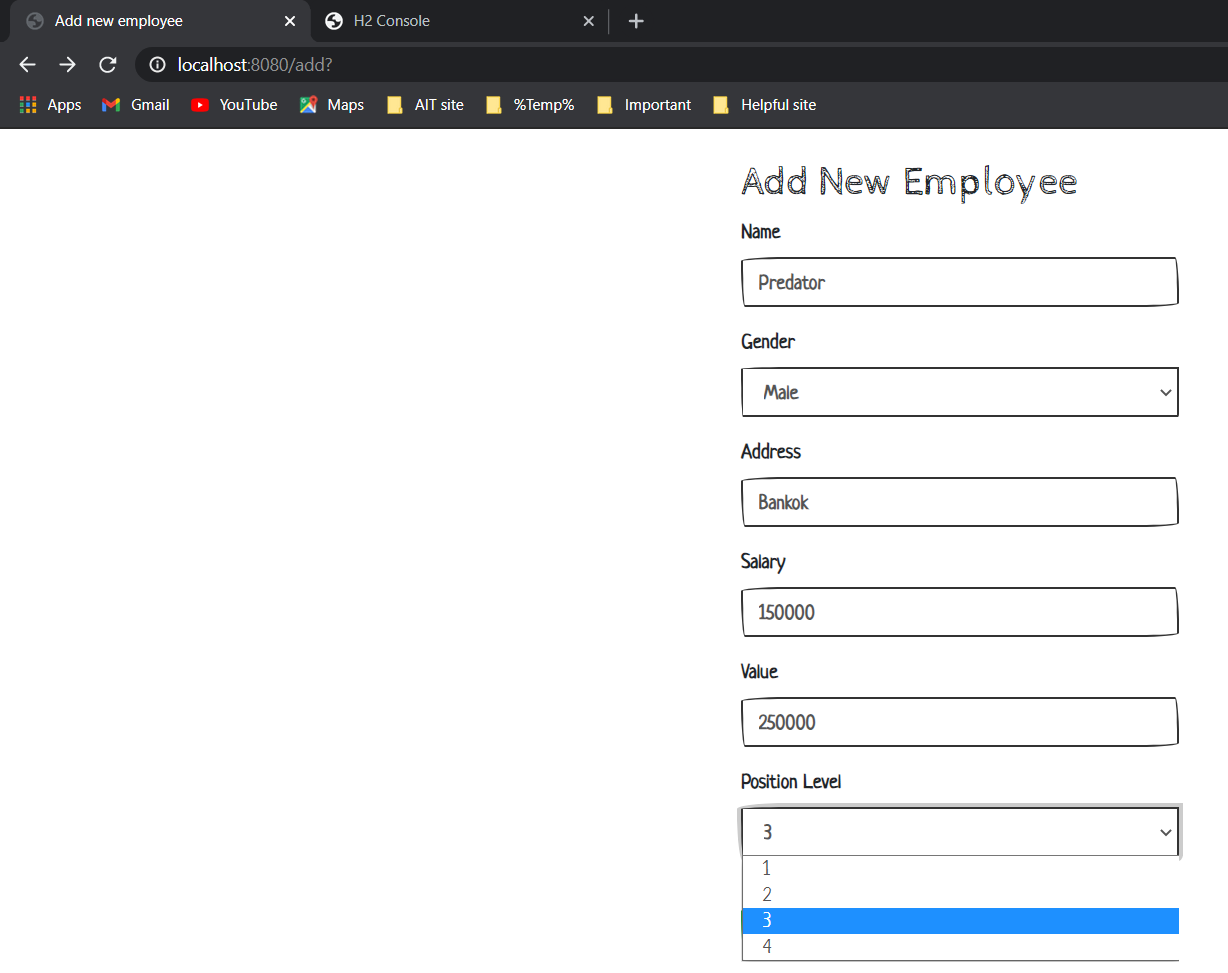 Add new employee
H2 Console
localhost:8080/add?
Apps Gmail YouTube Maps AIT site %Temp% Important Helpful site
Add New Employee
Name
Predator
Gender
Male
Address
Bankok
Salary
150000
Value
250000
Position Level
3
1
2
3
4